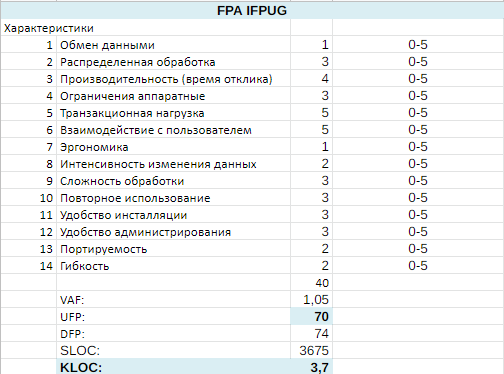 FPA IFPUG
Характеристики
1 Обмен данными 1 0-5
2 Распределенная обработка 3 0-5
3 Производительность (время отклика) 4 0-5
4 Ограничения аппаратные 3 0-5
5 Транзакционная нагрузка 5 0-5
6 Взаимодействие с пользователем 5 0-5
7 Эргономика 1 0-5
8 Интенсивность изменения данных 2 0-5
9 Сложность обработки 3 0-5
10 Повторное использование 3 0-5
11 Удобство инсталляции 3 0-5
12 Удобство администрирования 3 0-5
13 Портируемость 2 0-5
14 Гибкость 2 0-5
40
VAF: 1,05
UFP: 70
DFP: 74
SLOC: 3675
KLOC: 3,7